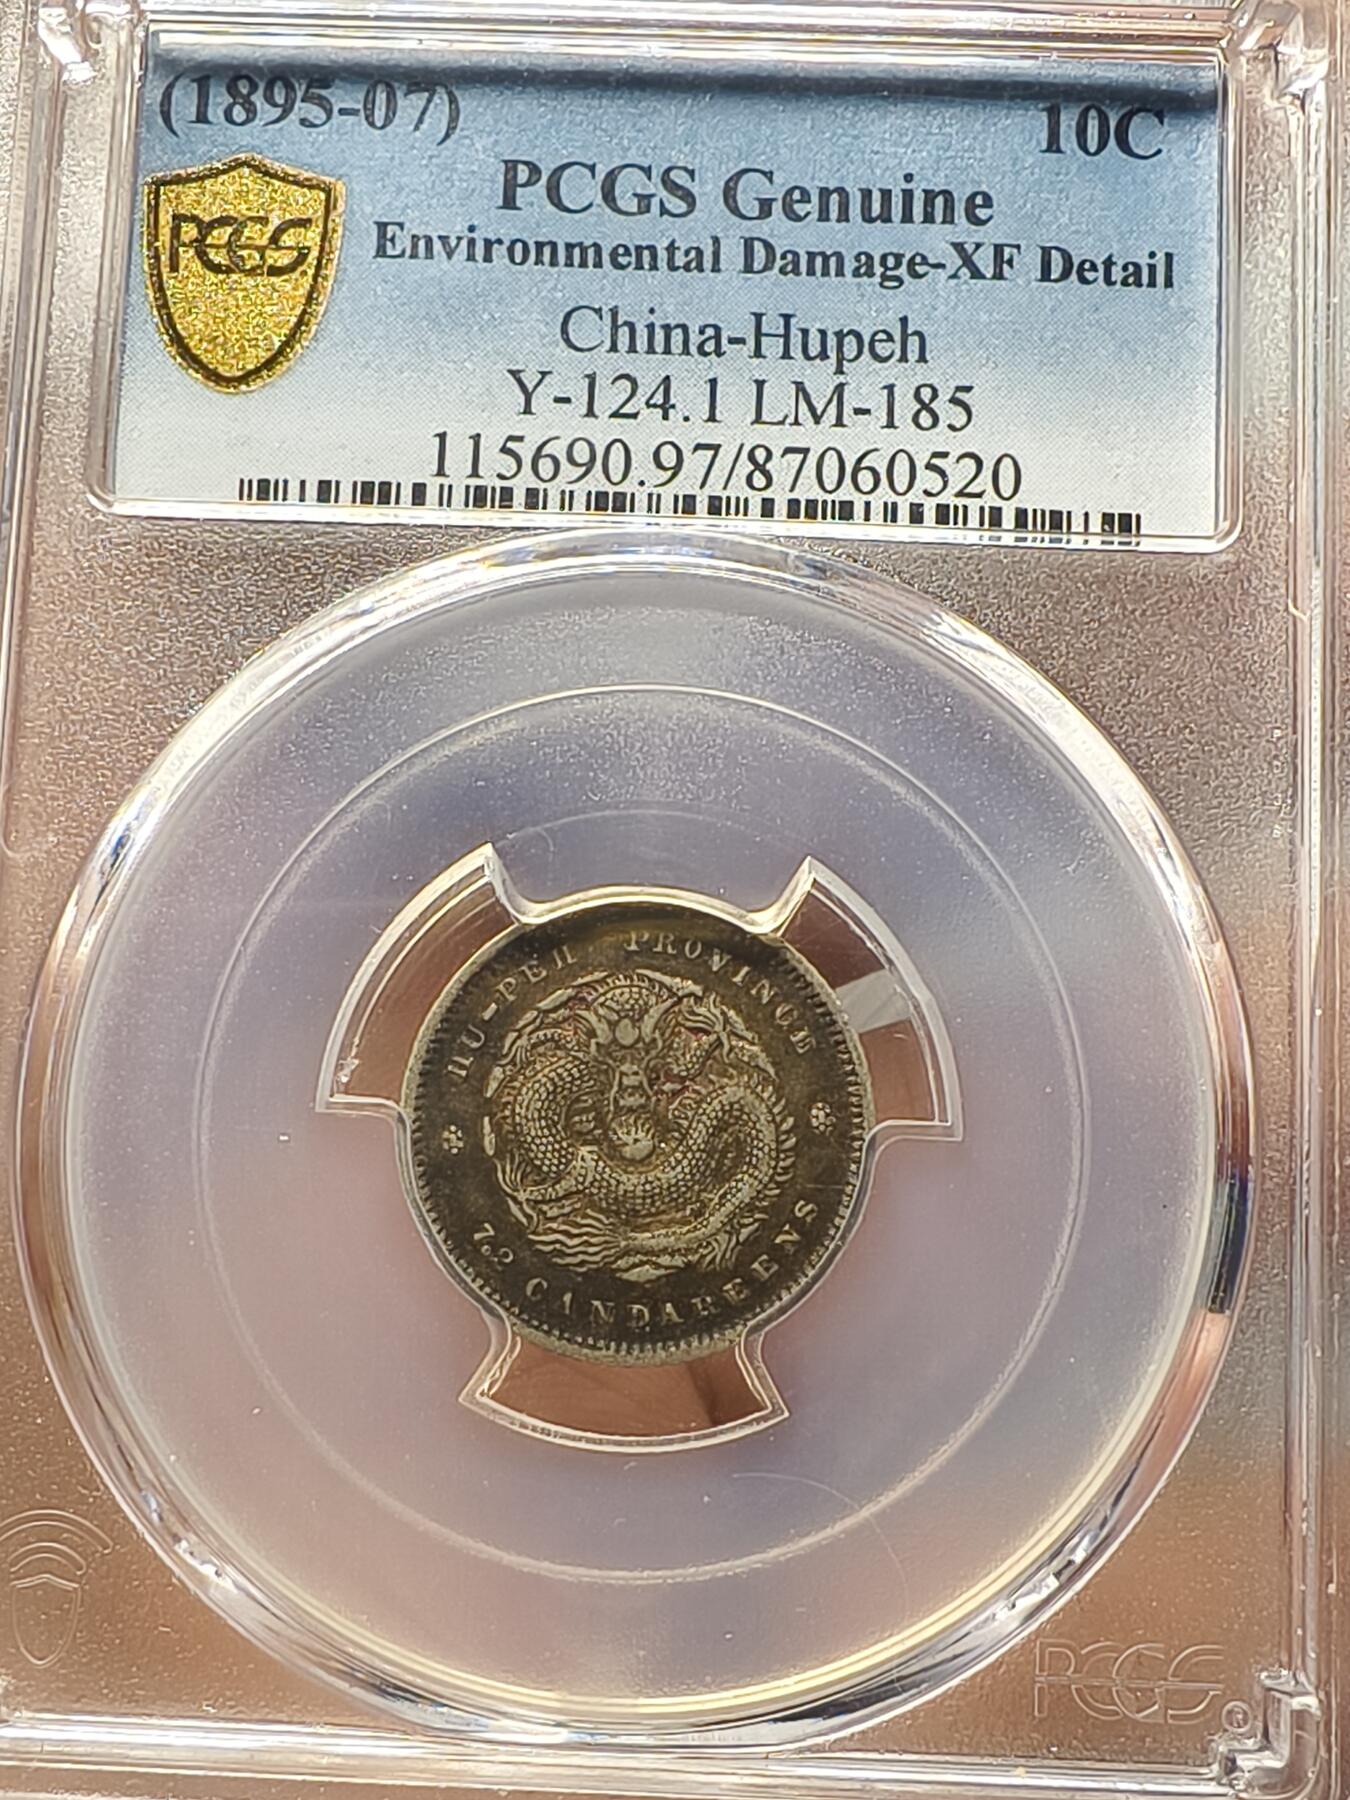 (1895-07) 10C
PCGS
PCGS Genuine
Environmental Damage-XF Detail
China-Hupeh
Y-124.1 LM-185
115690.97/87060520
HU-PEH PROVINCE
7.2 CANDAREENS
PCGS